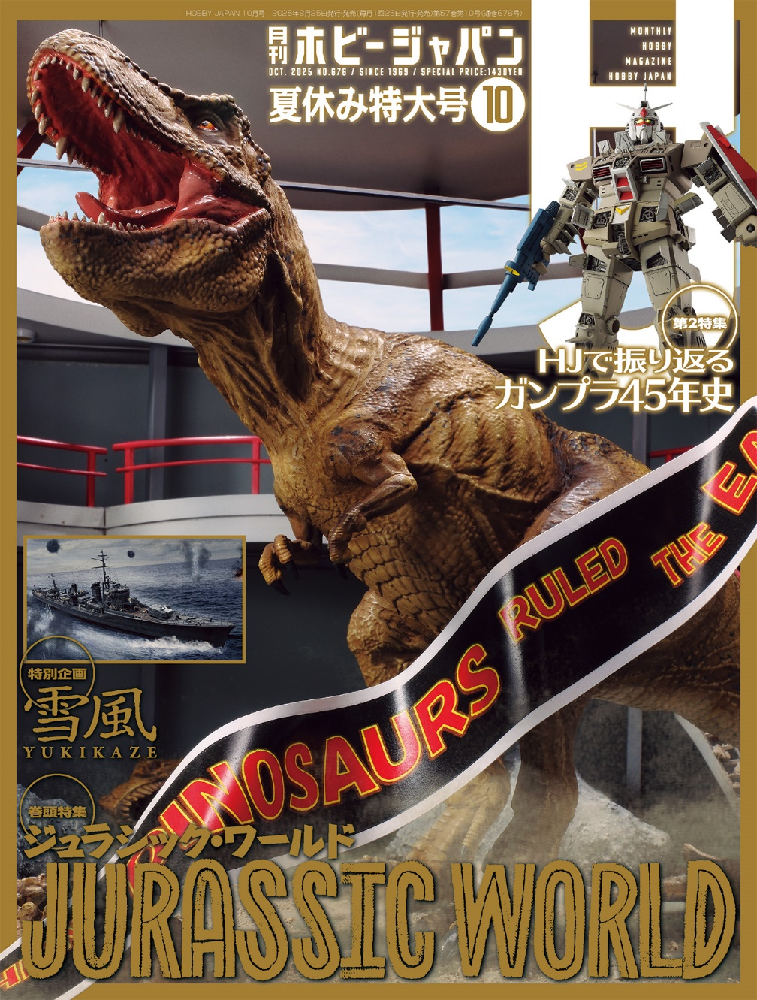 HOBBY JAPAN 10月号 2025年8月25日発行・発売(毎月1回25日発行・発売)第57巻第10号(通巻676号)
月刊ホビージャパン
OCT. 2025 NO.676 / SINCE 1969 / SPECIAL PRICE:1430YEN
夏休み特大号 10
MONTHLY
HOBBY
MAGAZINE
HOBBY JAPAN
第2特集
HJで振り返る
ガンプラ45年史
DINOSAURS RULED THE EA
特別企画
雪風
YUKIKAZE
巻頭特集
ジュラシック・ワールド
JURASSIC WORLD